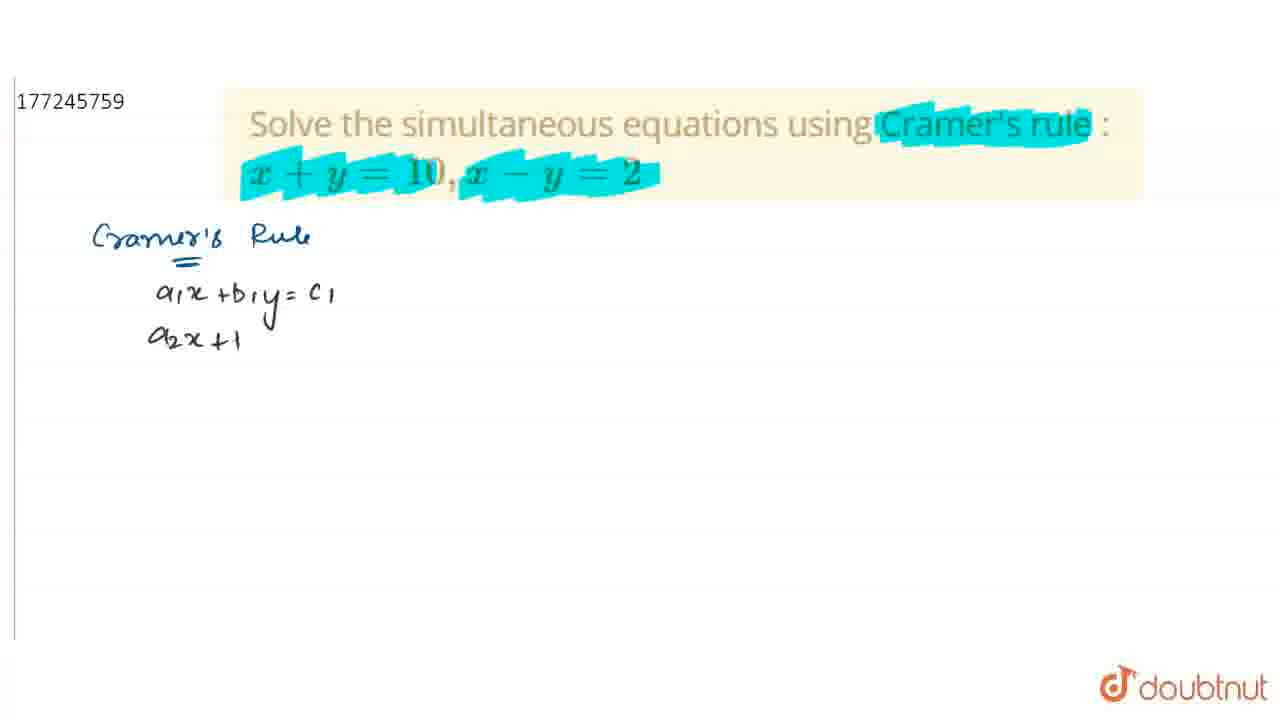 177245759
Solve the simultaneous equations using Cramer's rule :
x + y = 10, x − y = 2
Cramer's Rule
a₁x + b₁y = c₁
a₂x + 1
doubtnut